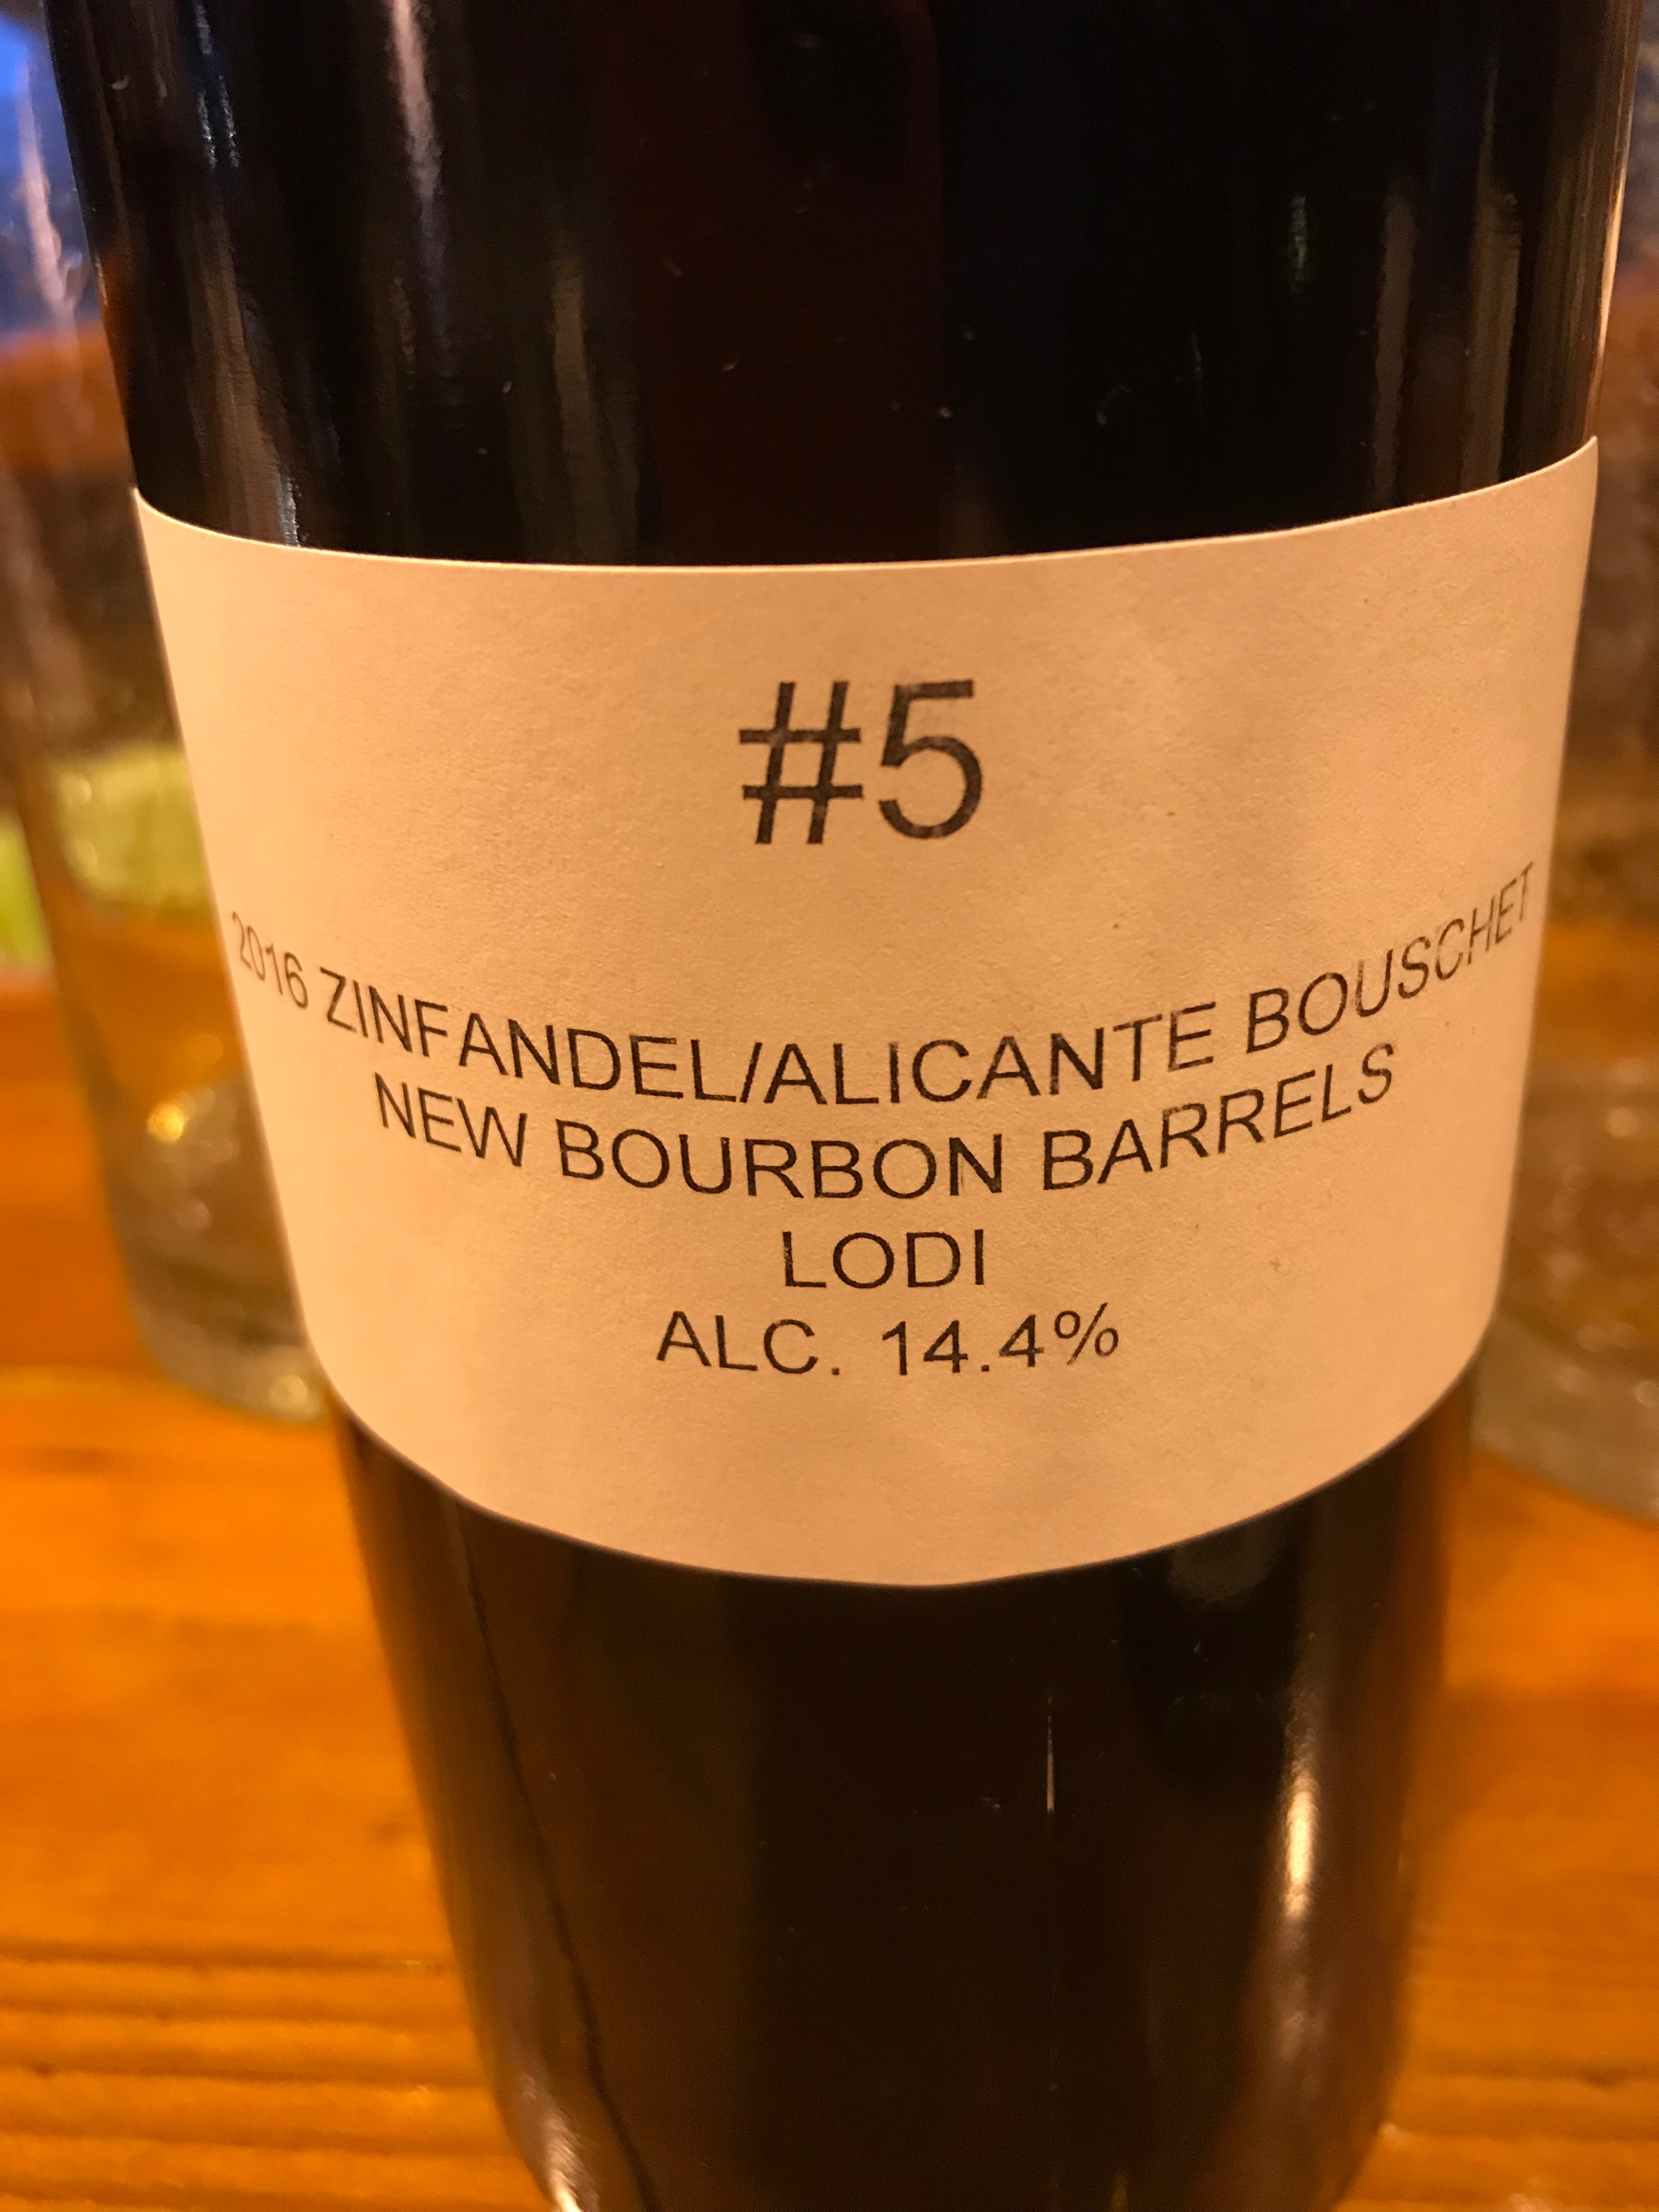 #5
2016 ZINFANDEL/ALICANTE BOUSCHET
NEW BOURBON BARRELS
LODI
ALC. 14.4%